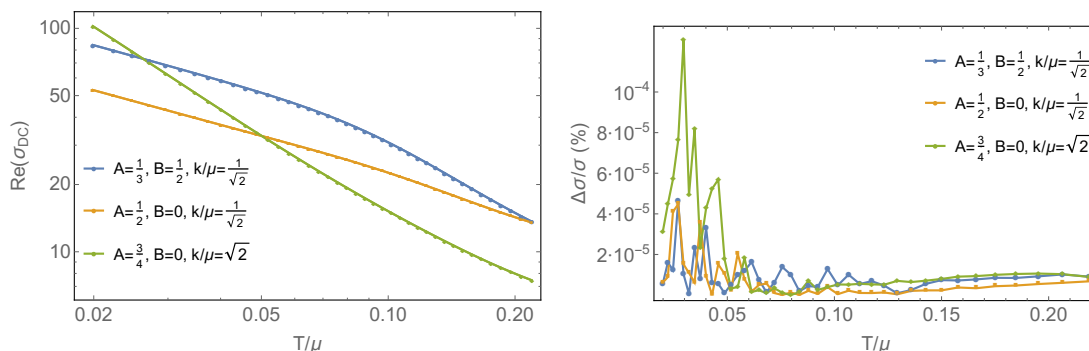 100
50
20
10
0.02
0.05
0.10
0.20
Re(σDC)
T/μ
A=1/3, B=1/2, k/μ=1/√2
A=1/2, B=0, k/μ=1/√2
A=3/4, B=0, k/μ=√2
10⁻⁴
8·10⁻⁵
6·10⁻⁵
4·10⁻⁵
2·10⁻⁵
0.05
0.10
0.15
0.20
Δσ/σ (%)
T/μ
A=1/3, B=1/2, k/μ=1/√2
A=1/2, B=0, k/μ=1/√2
A=3/4, B=0, k/μ=√2